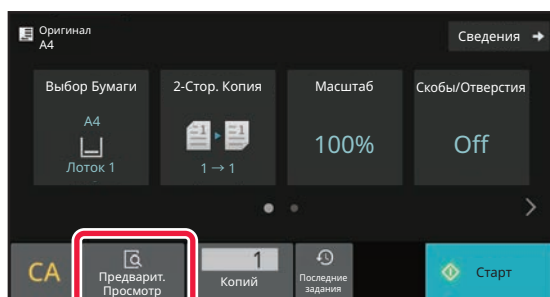 Оригинал
A4
Сведения
Выбор Бумаги
A4
Лоток 1
2-Стор. Копия
1 → 1
Масштаб
100%
Скобы/Отверстия
Off
CA
Предварит.
Просмотр
1
Копий
Последние
задания
Старт